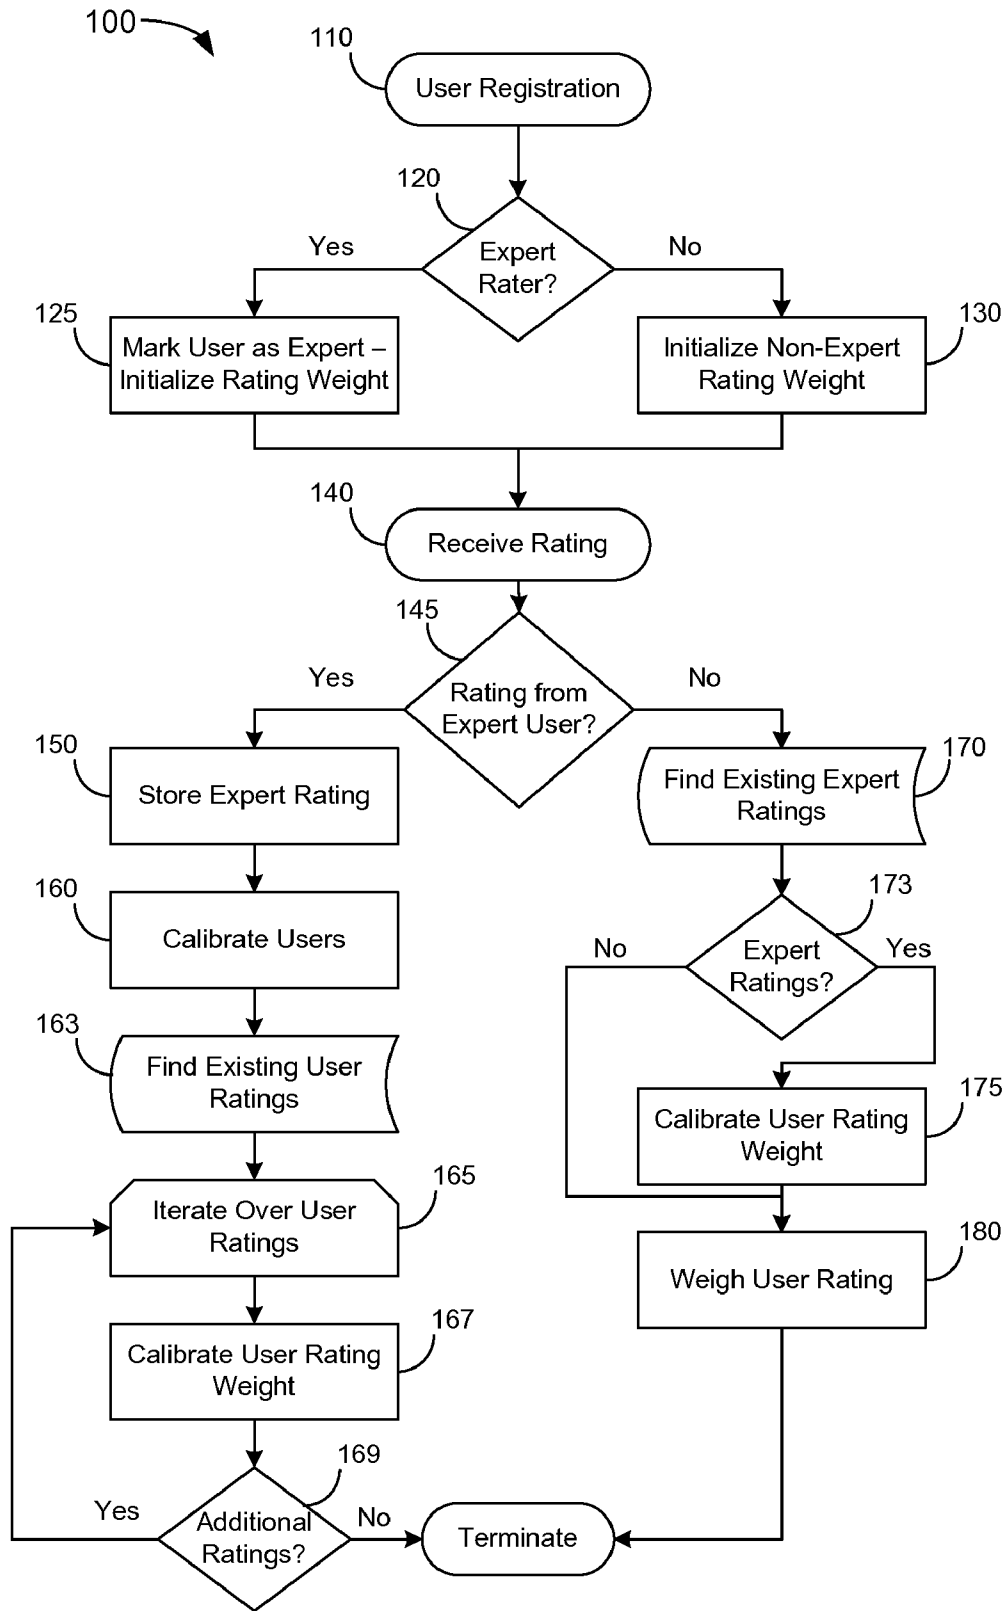 100
110
User Registration
120
Yes
Expert
Rater?
No
125
Mark User as Expert –
Initialize Rating Weight
130
Initialize Non-Expert
Rating Weight
140
Receive Rating
145
Yes
Rating from
Expert User?
No
150
Store Expert Rating
170
Find Existing Expert
Ratings
160
Calibrate Users
173
No
Expert
Ratings?
Yes
163
Find Existing User
Ratings
175
Calibrate User Rating
Weight
165
Iterate Over User
Ratings
180
Weigh User Rating
167
Calibrate User Rating
Weight
169
Yes
Additional
Ratings?
No
Terminate